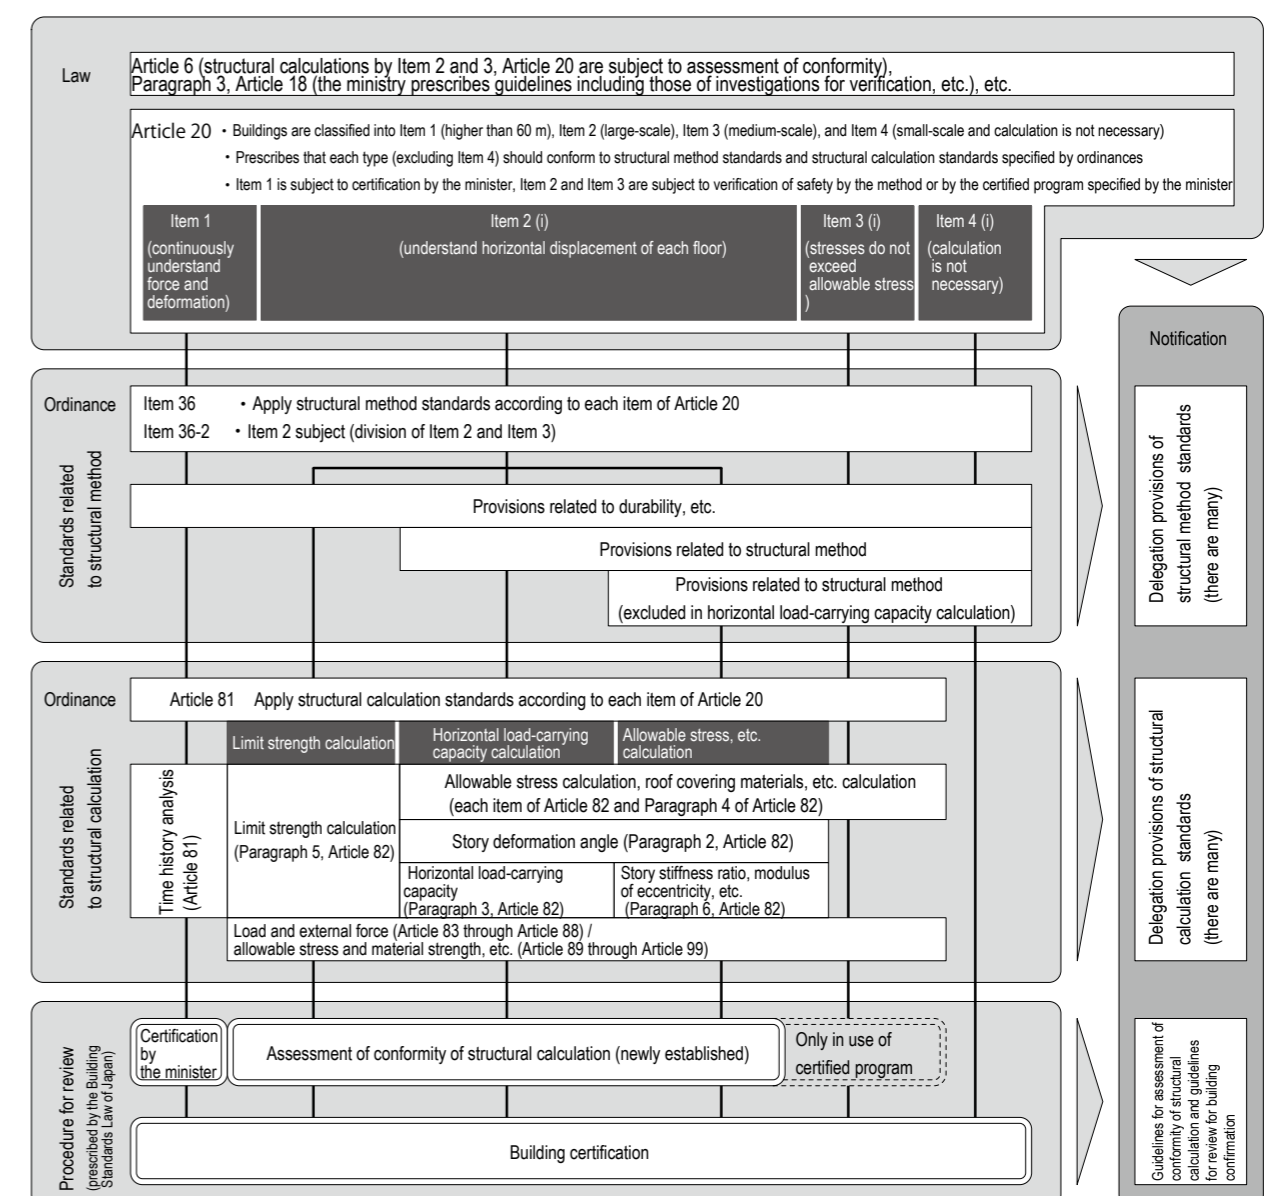 Law
Article 6 (structural calculations by Item 2 and 3, Article 20 are subject to assessment of conformity),
Paragraph 3, Article 18 (the ministry prescribes guidelines including those of investigations for verification, etc.), etc.
Article 20 ・Buildings are classified into Item 1 (higher than 60 m), Item 2 (large-scale), Item 3 (medium-scale), and Item 4 (small-scale and calculation is not necessary)
・Prescribes that each type (excluding Item 4) should conform to structural method standards and structural calculation standards specified by ordinances
・Item 1 is subject to certification by the minister, Item 2 and Item 3 are subject to verification of safety by the method or by the certified program specified by the minister
Item 1
(continuously
understand
force and
deformation)
Item 2 (i)
(understand horizontal displacement of each floor)
Item 3 (i)
(stresses do not
exceed
allowable stress
)
Item 4 (i)
(calculation
is not
necessary)
Notification
Ordinance
Item 36 ・Apply structural method standards according to each item of Article 20
Item 36-2 ・Item 2 subject (division of Item 2 and Item 3)
Standards related
to structural method
Provisions related to durability, etc.
Provisions related to structural method
Provisions related to structural method
(excluded in horizontal load-carrying capacity calculation)
Delegation provisions of
structural method standards
(there are many)
Ordinance
Article 81 Apply structural calculation standards according to each item of Article 20
Standards related
to structural calculation
Limit strength calculation
Horizontal load-carrying
capacity calculation
Allowable stress, etc.
calculation
Time history analysis
(Article 81)
Limit strength calculation
(Paragraph 5, Article 82)
Allowable stress calculation, roof covering materials, etc. calculation
(each item of Article 82 and Paragraph 4 of Article 82)
Story deformation angle (Paragraph 2, Article 82)
Horizontal load-carrying
capacity
(Paragraph 3, Article 82)
Story stiffness ratio, modulus
of eccentricity, etc.
(Paragraph 6, Article 82)
Load and external force (Article 83 through Article 88) /
allowable stress and material strength, etc. (Article 89 through Article 99)
Delegation provisions of structural
calculation standards
(there are many)
Procedure for review
(prescribed by the Building
Standards Law of Japan)
Certification
by
the minister
Assessment of conformity of structural calculation (newly established)
Only in use of
certified program
Building certification
Guidelines for assessment of
conformity of structural
calculation and guidelines
for review for building
confirmation